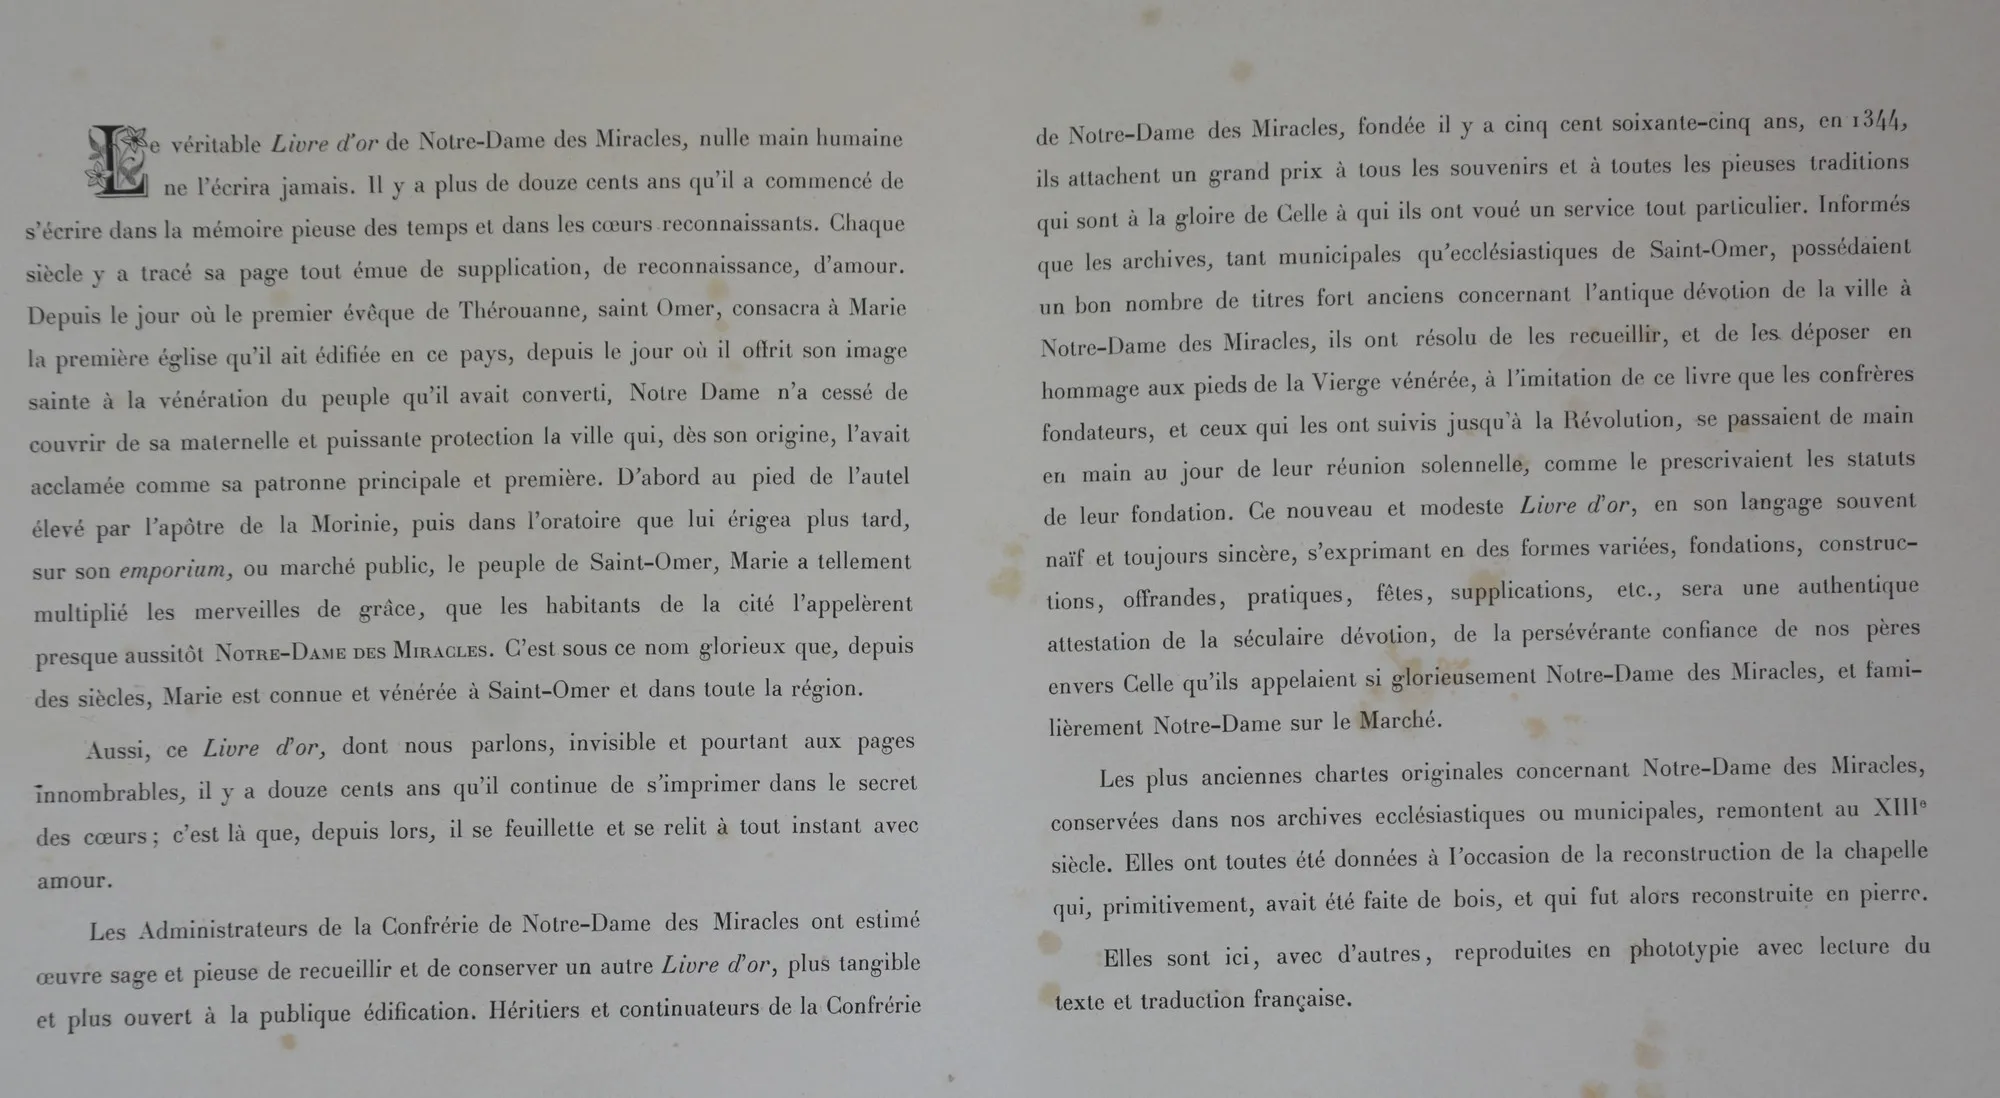 Le véritable Livre d'or de Notre-Dame des Miracles, nulle main humaine
ne l'écrira jamais. Il y a plus de douze cents ans qu'il a commencé de
s'écrire dans la mémoire pieuse des temps et dans les cœurs reconnaissants. Chaque
siècle y a tracé sa page tout émue de supplication, de reconnaissance, d'amour.
Depuis le jour où le premier évêque de Thérouanne, saint Omer, consacra à Marie
la première église qu'il ait édifiée en ce pays, depuis le jour où il offrit son image
sainte à la vénération du peuple qu'il avait converti, Notre Dame n'a cessé de
couvrir de sa maternelle et puissante protection la ville qui, dès son origine, l'avait
acclamée comme sa patronne principale et première. D'abord au pied de l'autel
élevé par l'apôtre de la Morinie, puis dans l'oratoire que lui érigea plus tard,
sur son emporium, ou marché public, le peuple de Saint-Omer, Marie a tellement
multiplié les merveilles de grâce, que les habitants de la cité l'appelèrent
presque aussitôt NOTRE-DAME DES MIRACLES. C'est sous ce nom glorieux que, depuis
des siècles, Marie est connue et vénérée à Saint-Omer et dans toute la région.
Aussi, ce Livre d'or, dont nous parlons, invisible et pourtant aux pages
innombrables, il y a douze cents ans qu'il continue de s'imprimer dans le secret
des cœurs ; c'est là que, depuis lors, il se feuillette et se relit à tout instant avec
amour.
Les Administrateurs de la Confrérie de Notre-Dame des Miracles ont estimé
œuvre sage et pieuse de recueillir et de conserver un autre Livre d'or, plus tangible
et plus ouvert à la publique édification. Héritiers et continuateurs de la Confrérie
de Notre-Dame des Miracles, fondée il y a cinq cent soixante-cinq ans, en 1344,
ils attachent un grand prix à tous les souvenirs et à toutes les pieuses traditions
qui sont à la gloire de Celle à qui ils ont voué un service tout particulier. Informés
que les archives, tant municipales qu'ecclésiastiques de Saint-Omer, possédaient
un bon nombre de titres fort anciens concernant l'antique dévotion de la ville à
Notre-Dame des Miracles, ils ont résolu de les recueillir, et de les déposer en
hommage aux pieds de la Vierge vénérée, à l'imitation de ce livre que les confrères
fondateurs, et ceux qui les ont suivis jusqu'à la Révolution, se passaient de main
en main au jour de leur réunion solennelle, comme le prescrivaient les statuts
de leur fondation. Ce nouveau et modeste Livre d'or, en son langage souvent
naïf et toujours sincère, s'exprimant en des formes variées, fondations, construc-
tions, offrandes, pratiques, fêtes, supplications, etc., sera une authentique
attestation de la séculaire dévotion, de la persévérante confiance de nos pères
envers Celle qu'ils appelaient si glorieusement Notre-Dame des Miracles, et fami-
lièrement Notre-Dame sur le Marché.
Les plus anciennes chartes originales concernant Notre-Dame des Miracles,
conservées dans nos archives ecclésiastiques ou municipales, remontent au XIIIe
siècle. Elles ont toutes été données à l'occasion de la reconstruction de la chapelle
qui, primitivement, avait été faite de bois, et qui fut alors reconstruite en pierre.
Elles sont ici, avec d'autres, reproduites en phototypie avec lecture du
texte et traduction française.